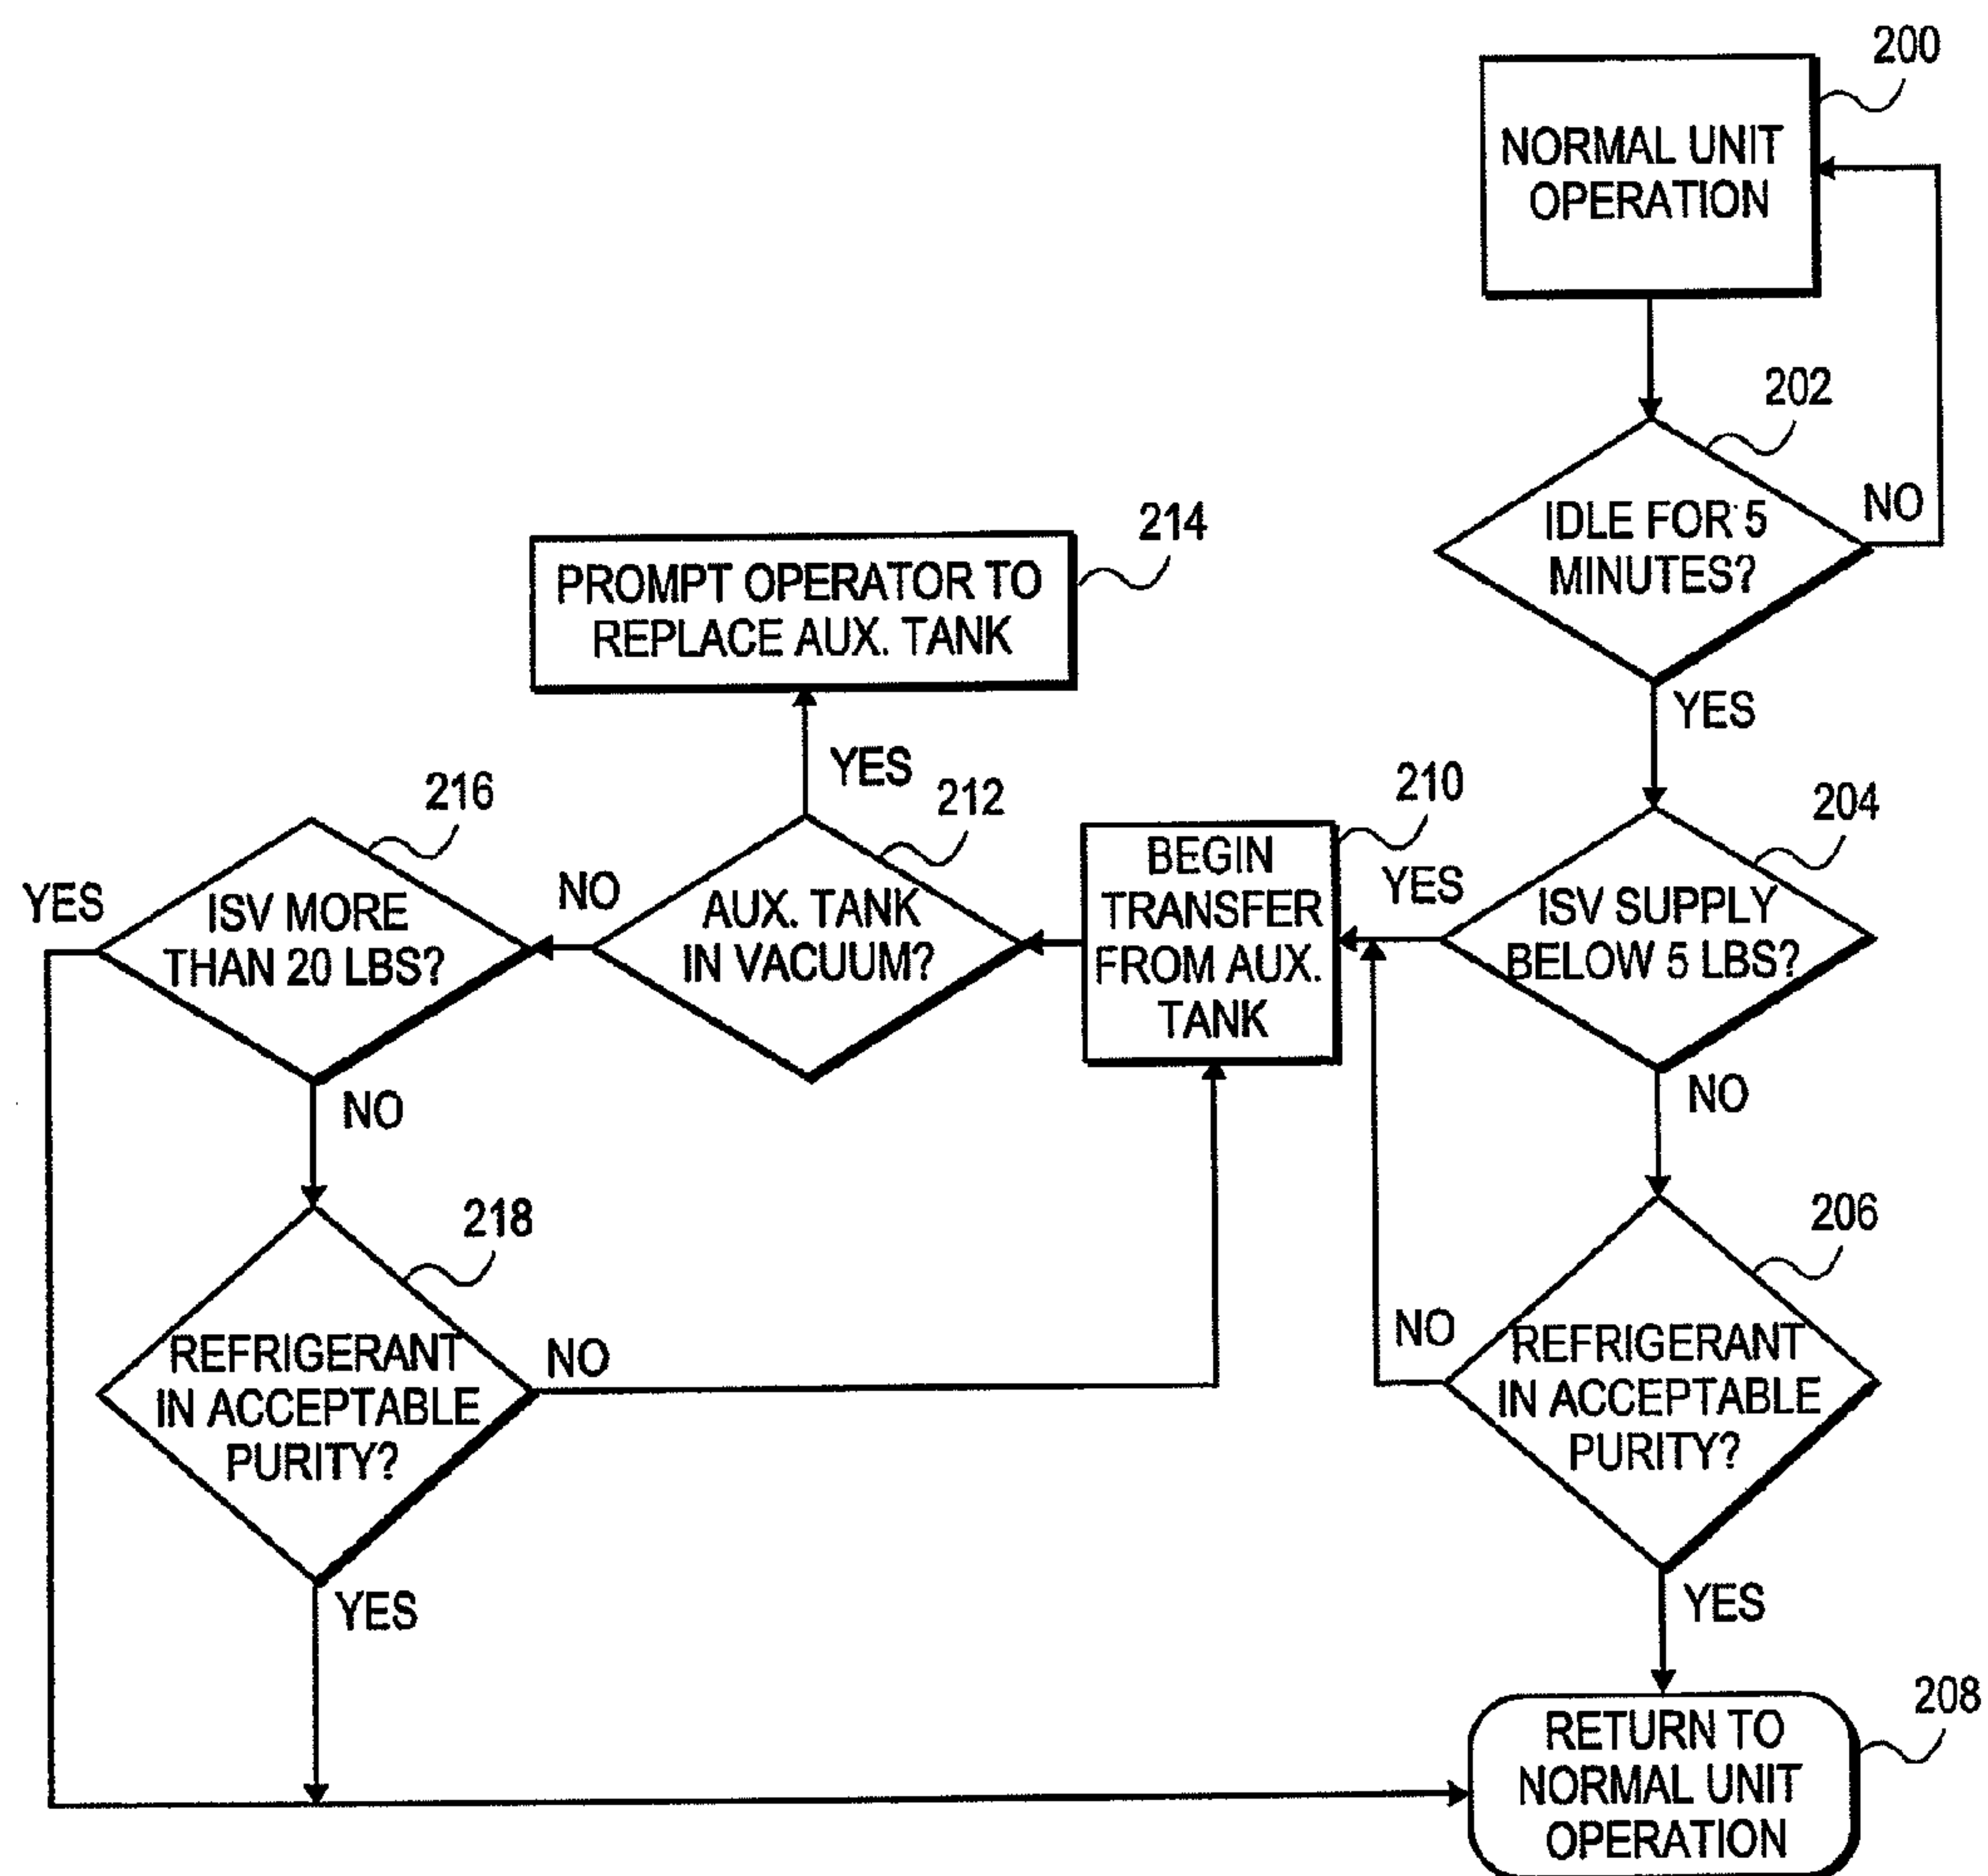 200
NORMAL UNIT
OPERATION
202
IDLE FOR 5
MINUTES?
NO
YES
214
PROMPT OPERATOR TO
REPLACE AUX. TANK
YES
216
212
210
204
YES
ISV MORE
THAN 20 LBS?
NO
AUX. TANK
IN VACUUM?
BEGIN
TRANSFER
FROM AUX.
TANK
YES
ISV SUPPLY
BELOW 5 LBS?
NO
NO
218
206
REFRIGERANT
IN ACCEPTABLE
PURITY?
NO
NO
REFRIGERANT
IN ACCEPTABLE
PURITY?
YES
YES
208
RETURN TO
NORMAL UNIT
OPERATION